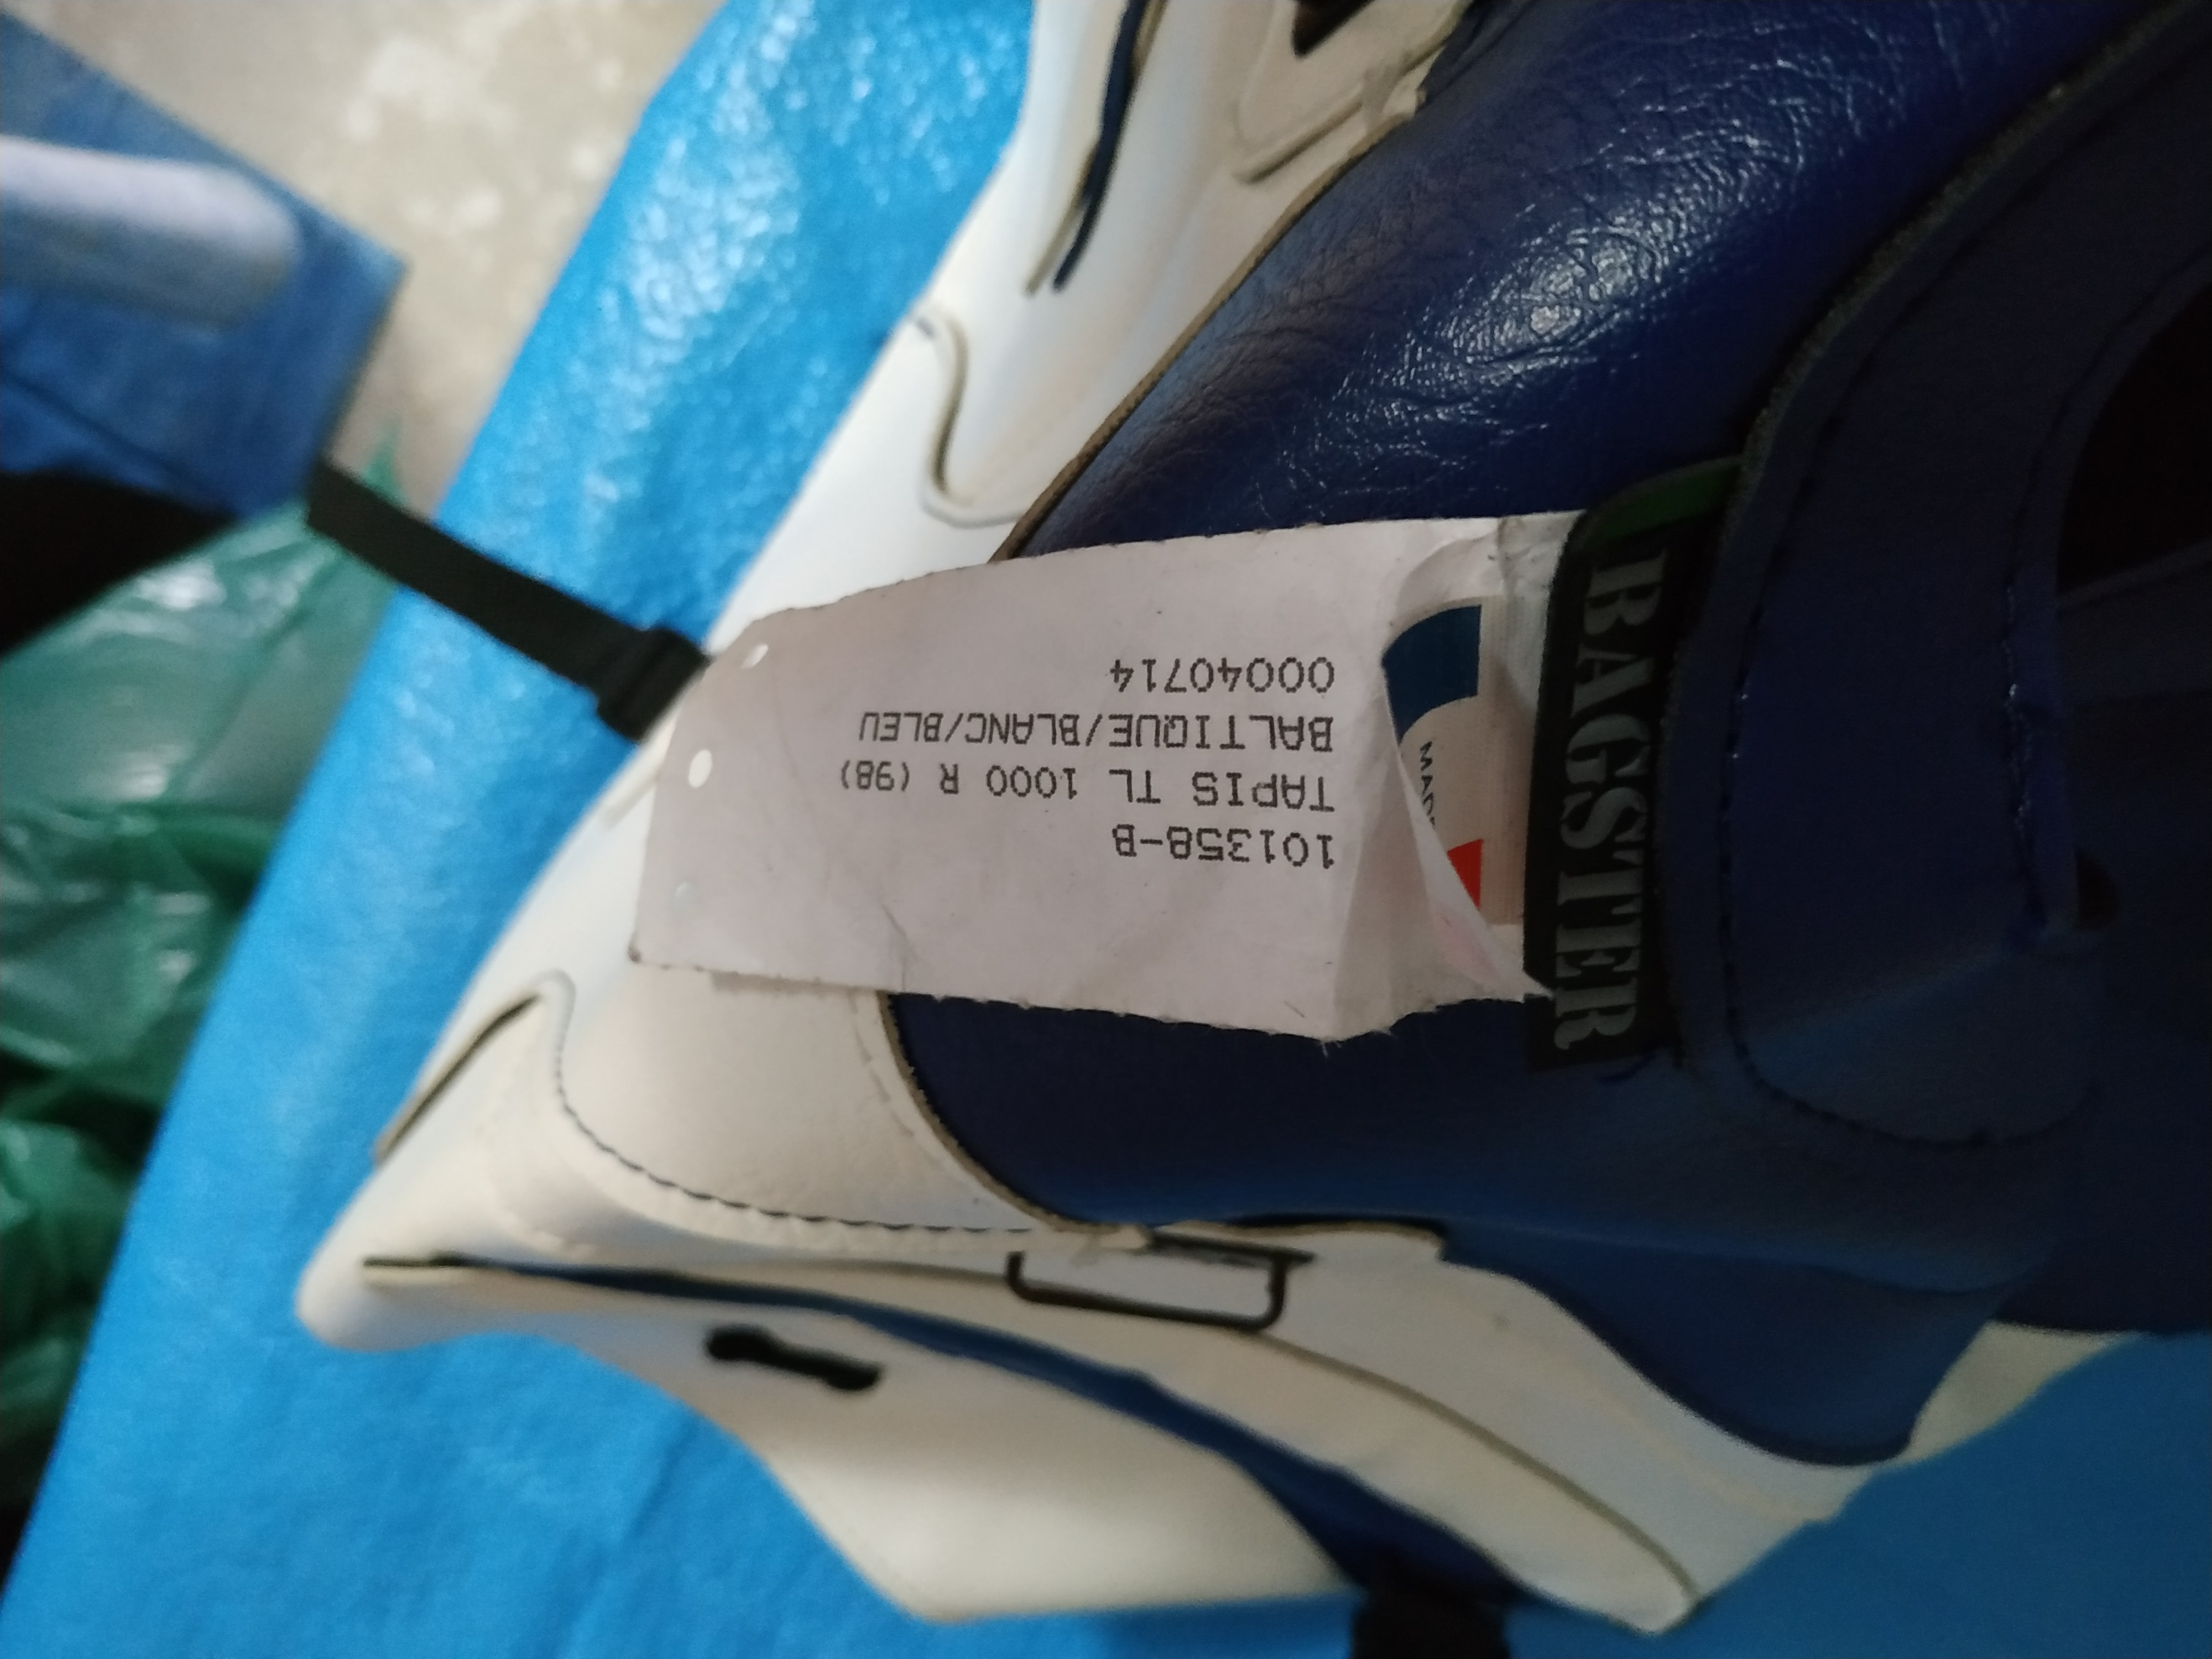 101358-B
TAPIS TL 1000 R (98)
BALTIQUE/BLANC/BLEU
00040714
BAGSTER